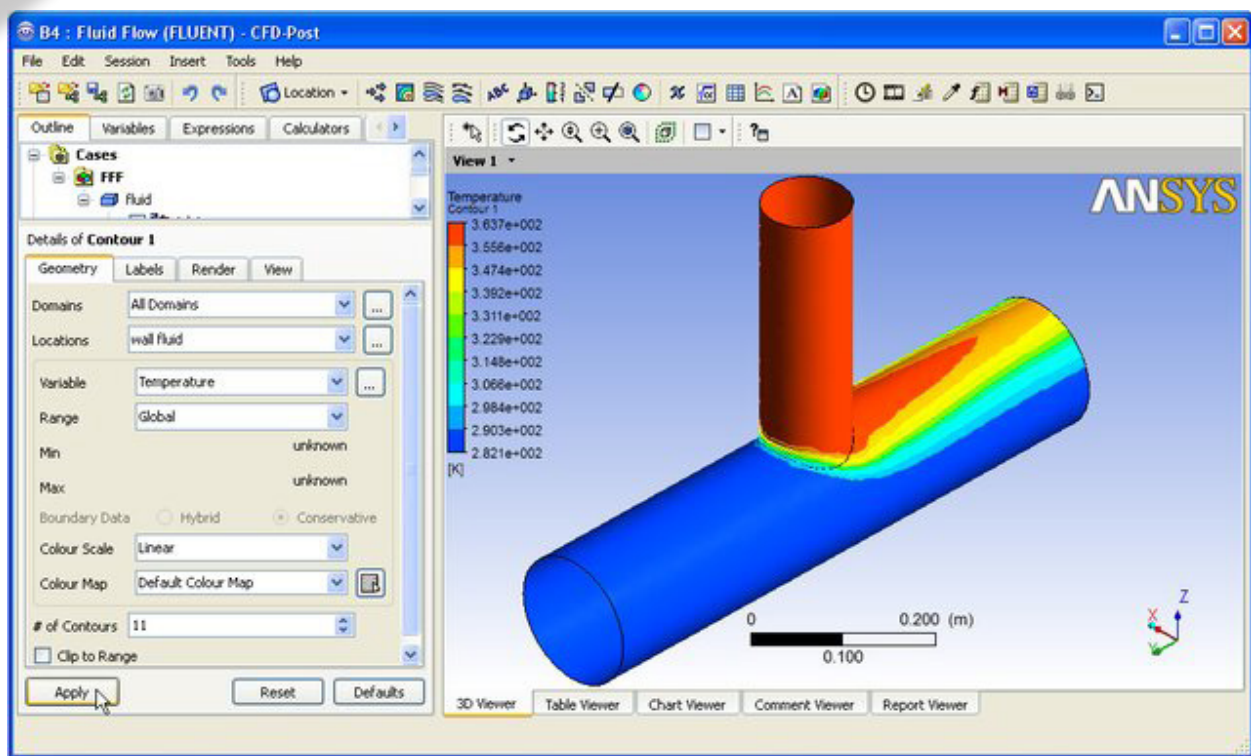 B4 : Fluid Flow (FLUENT) - CFD-Post
File Edit Session Insert Tools Help
Location
Outline Variables Expressions Calculators
Cases
FFF
fluid
Details of Contour 1
Geometry Labels Render View
Domains All Domains ...
Locations wall fluid ...
Variable Temperature ...
Range Global
Min unknown
Max unknown
Boundary Data Hybrid Conservative
Colour Scale Linear
Colour Map Default Colour Map
# of Contours 11
Clip to Range
Apply Reset Defaults
View 1
Temperature
Contour 1
3.637e+002
3.556e+002
3.474e+002
3.392e+002
3.311e+002
3.229e+002
3.148e+002
3.066e+002
2.984e+002
2.903e+002
2.821e+002
[K]
ANSYS
0 0.200 (m)
0.100
Z
X
Y
3D Viewer Table Viewer Chart Viewer Comment Viewer Report Viewer